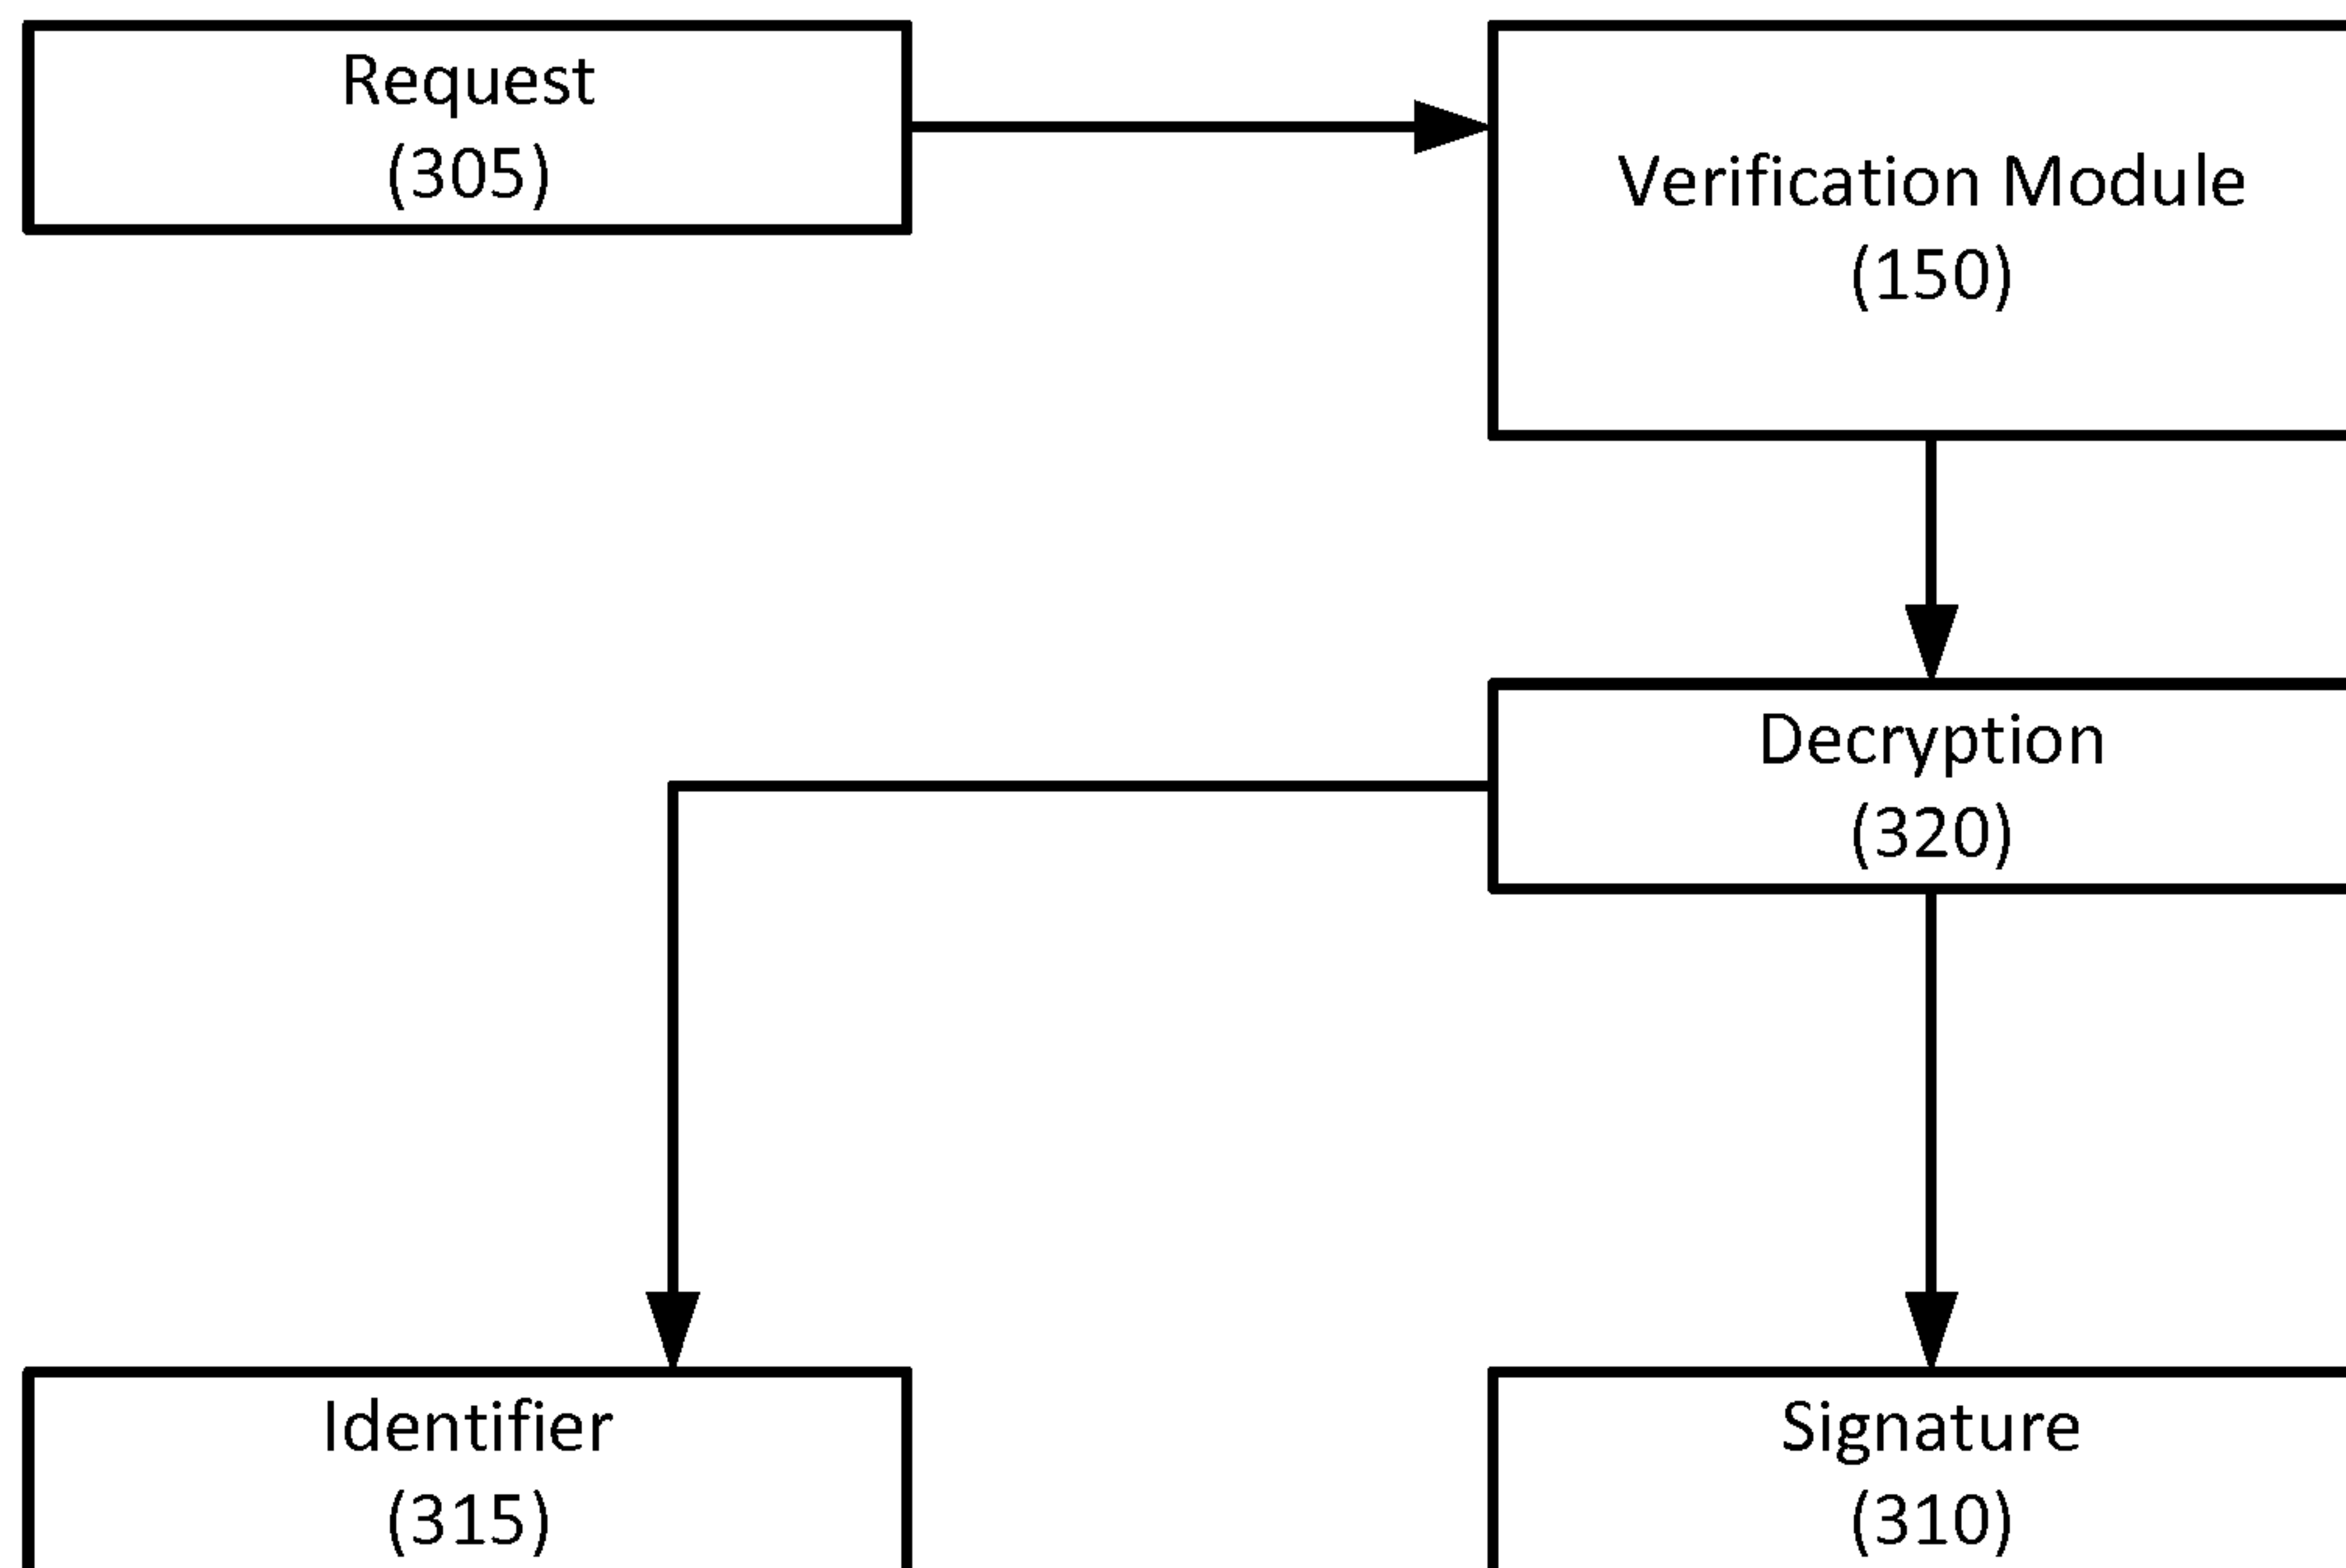 Request
(305)
Verification Module
(150)
Decryption
(320)
Identifier
(315)
Signature
(310)